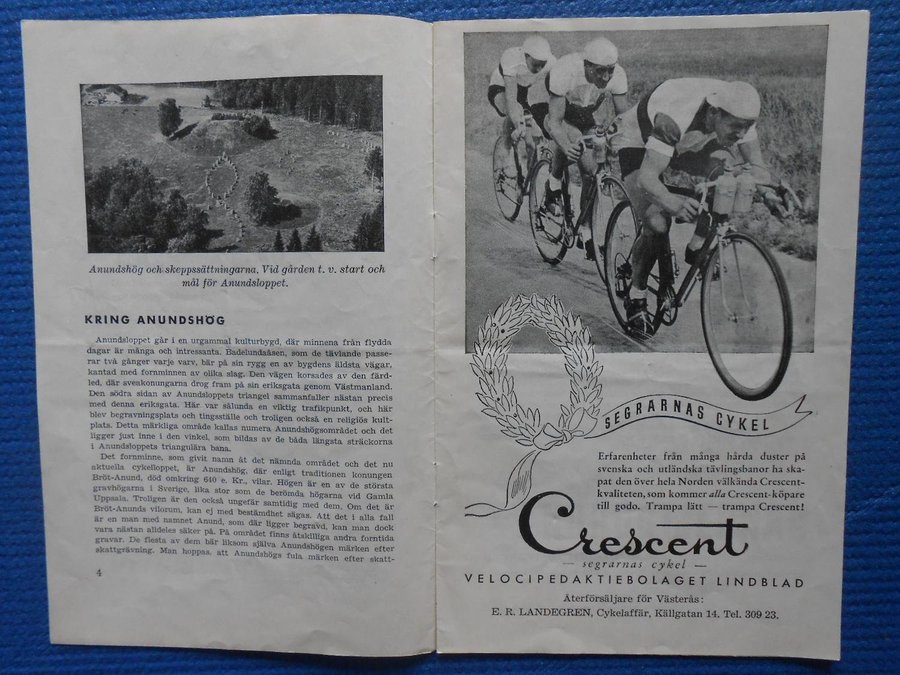 Anundshög och skeppssättningarna. Vid gården t. v. start och
mål för Anundsloppet.
KRING ANUNDSHÖG
Anundsloppet går i en urgammal kulturbygd, där minnena från flydda
dagar är många och intressanta. Badelundaåsen, som de tävlande passe-
rar två gånger varje varv, bär på sin rygg en av bygdens äldsta vägar,
kantad med fornminnen av olika slag. Den vägen korsades av den färd-
led, där sveakonungarna drog fram på sin eriksgata genom Västmanland.
Den södra sidan av Anundsloppets triangel sammanfaller nästan precis
med denna eriksgata. Här var sålunda en viktig trafikpunkt, och här
blev begravningsplats och tingsställe och troligen också en religiös kult-
plats. Detta märkliga område kallas numera Anundshögsområdet och det
ligger just inne i den vinkel, som bildas av de båda längsta sträckorna
i Anundsloppets triangulära bana.
Det fornminne, som givit namn åt det nämnda området och det nu
aktuella cykelloppet, är Anundshög, där enligt traditionen konungen
Bröt-Anund, död omkring 640 e. Kr., vilar. Högen är en av de största
gravhögarna i Sverige, lika stor som de berömda högarna vid Gamla
Uppsala. Troligen är den också ungefär samtidig med dem. Om det är
Bröt-Anunds vilorum, kan ej med bestämdhet sägas. Att det i alla fall
är en man med namnet Anund, som där ligger begravd, kan man dock
vara nästan alldeles säker på. På området finns åtskilliga andra forntida
gravar. De flesta av dem bär liksom själva Anundshögen märken efter
skattgrävning. Man hoppas, att Anundshögs fula märken efter skatt-
4
SEGRARNAS CYKEL
Erfarenheter från många hårda duster på
svenska och utländska tävlingsbanor ha ska-
pat den över hela Norden välkända Crescent-
kvaliteten, som kommer alla Crescent-köpare
till godo. Trampa lätt — trampa Crescent!
Crescent
— segrarnas cykel —
VELOCIPEDAKTIEBOLAGET LINDBLAD
Återförsäljare för Västerås:
E. R. LANDEGREN, Cykelaffär, Källgatan 14. Tel. 309 23.